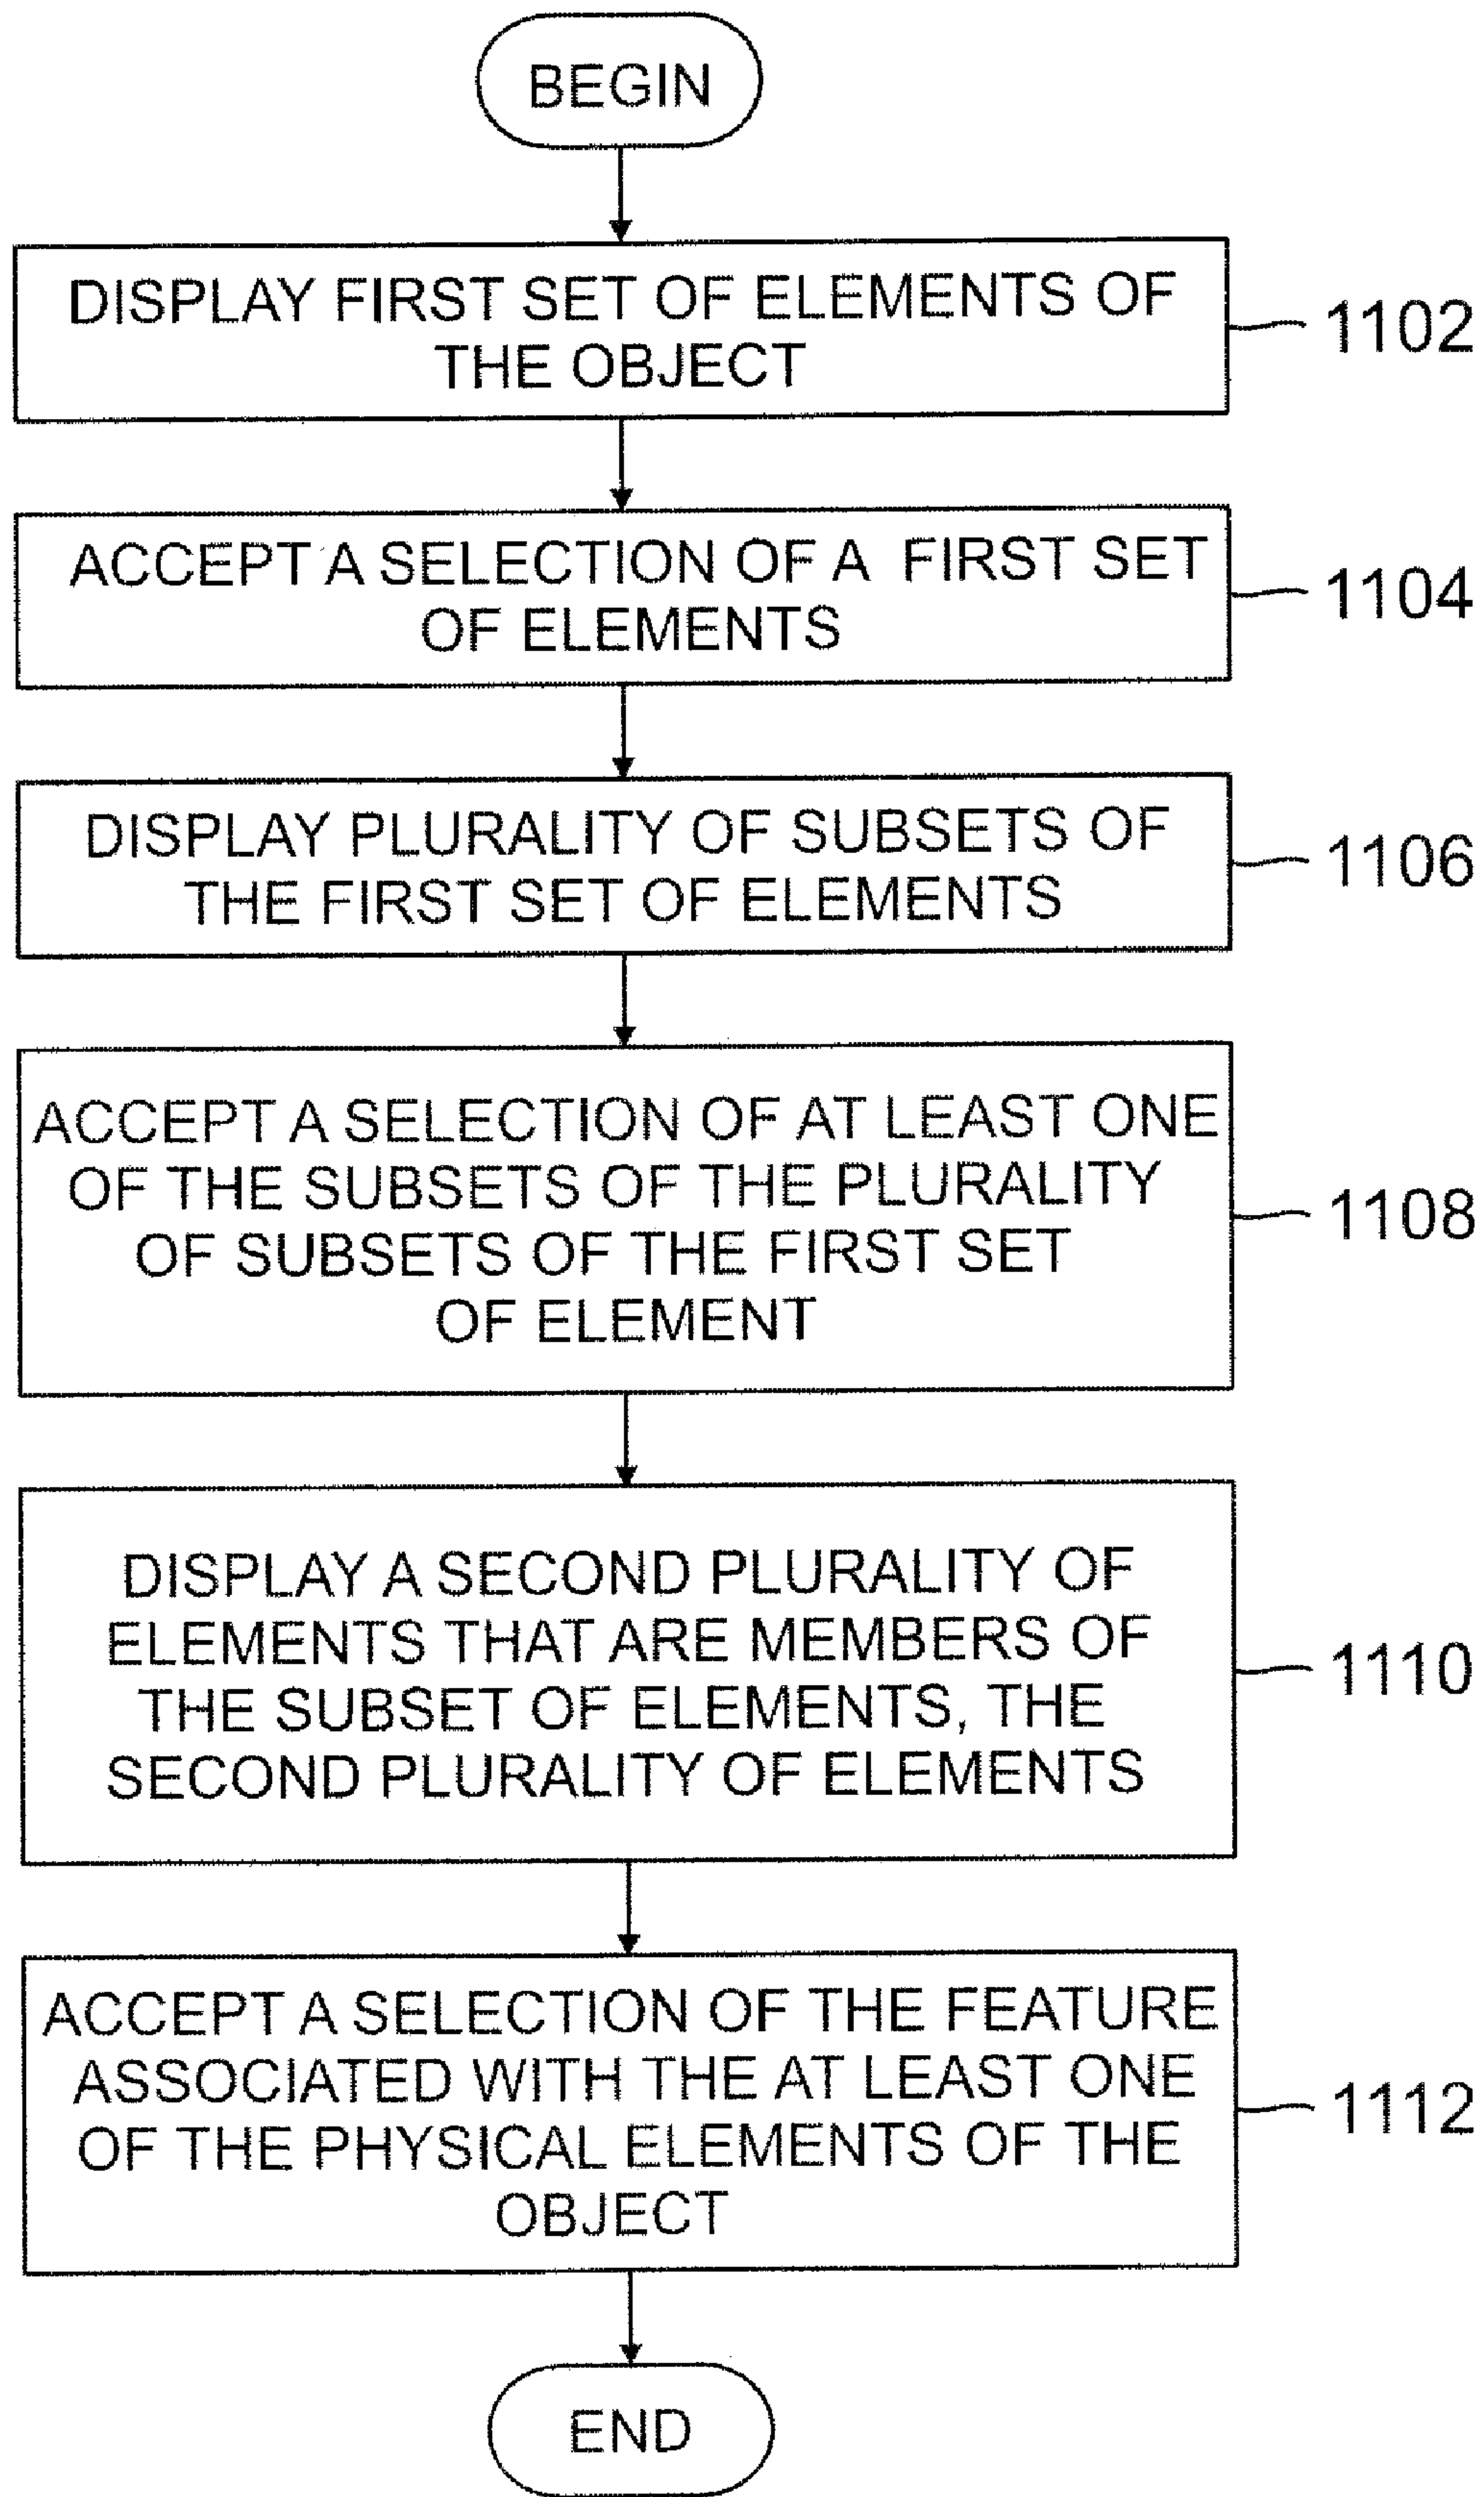 BEGIN
DISPLAY FIRST SET OF ELEMENTS OF
THE OBJECT
1102
ACCEPT A SELECTION OF A FIRST SET
OF ELEMENTS
1104
DISPLAY PLURALITY OF SUBSETS OF
THE FIRST SET OF ELEMENTS
1106
ACCEPT A SELECTION OF AT LEAST ONE
OF THE SUBSETS OF THE PLURALITY
OF SUBSETS OF THE FIRST SET
OF ELEMENT
1108
DISPLAY A SECOND PLURALITY OF
ELEMENTS THAT ARE MEMBERS OF
THE SUBSET OF ELEMENTS, THE
SECOND PLURALITY OF ELEMENTS
1110
ACCEPT A SELECTION OF THE FEATURE
ASSOCIATED WITH THE AT LEAST ONE
OF THE PHYSICAL ELEMENTS OF THE
OBJECT
1112
END